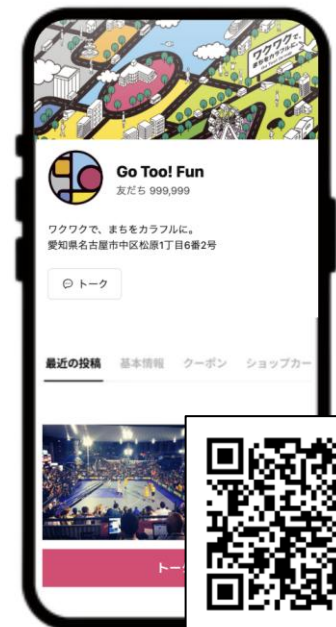 ワクワクで、
まちをカラフルに。
Go Too! Fun
友だち 999,999
ワクワクで、まちをカラフルに。
愛知県名古屋市中区松原1丁目6番2号
トーク
最近の投稿 基本情報 クーポン ショップカー
トーク